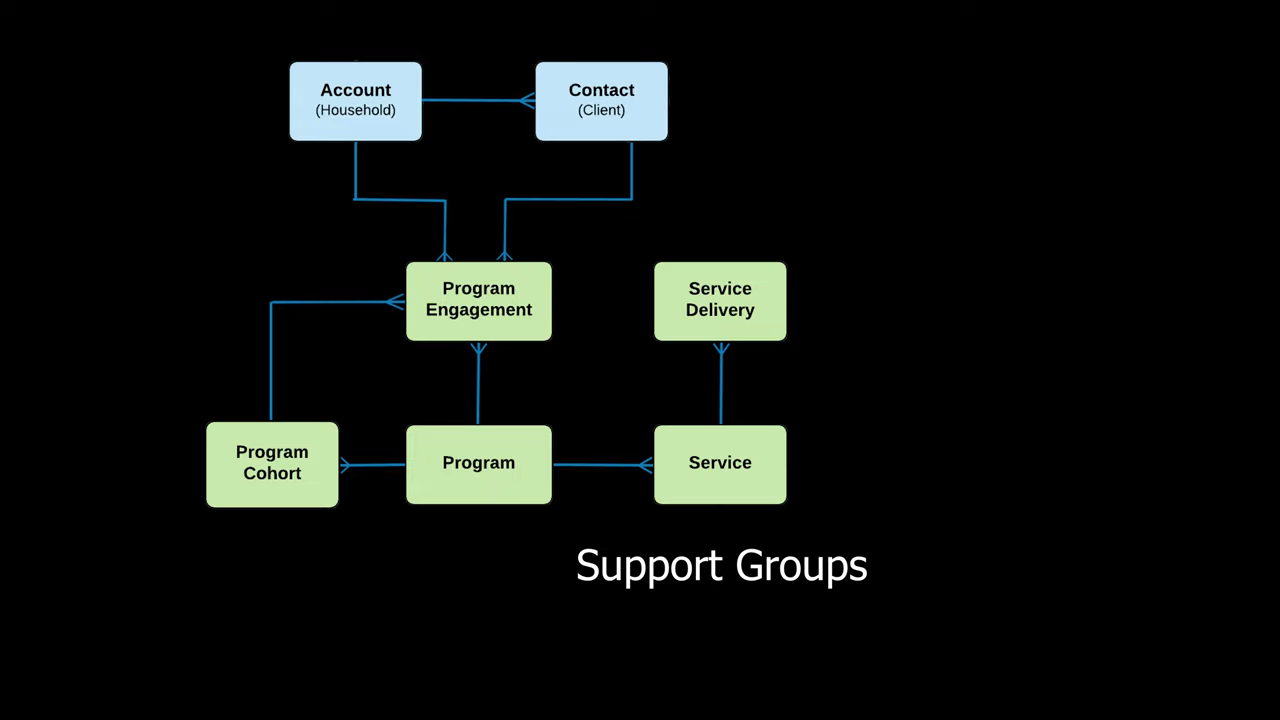 Account
(Household)
Contact
(Client)
Program
Engagement
Service
Delivery
Program
Cohort
Program
Service
Support Groups